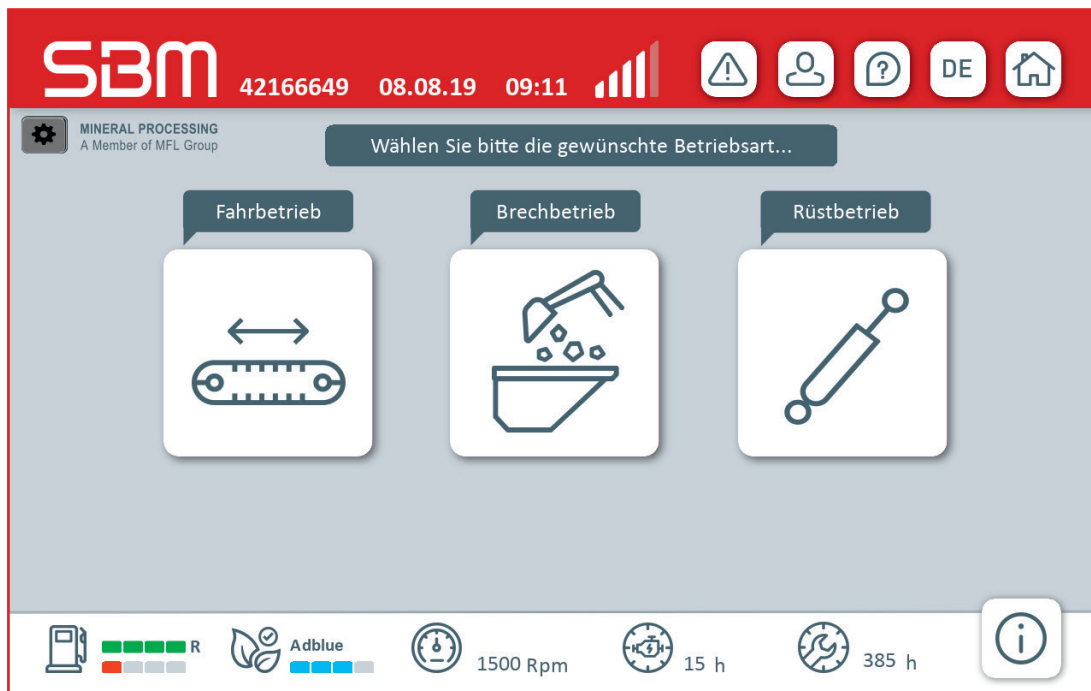 SBM
42166649 08.08.19 09:11
DE
MINERAL PROCESSING
A Member of MFL Group
Wählen Sie bitte die gewünschte Betriebsart...
Fahrbetrieb
Brechbetrieb
Rüstbetrieb
R
Adblue
1500 Rpm
15 h
385 h